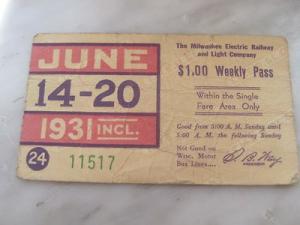 JUNE
14-20
1931 INCL.
24
11517
The Milwaukee Electric Railway
and Light Company
$1.00 Weekly Pass
Within the Single
Fare Area Only
Good from 5:00 A. M. Sunday until
5:00 A. M. the following Sunday
Not Good on
Wisc. Motor
Bus Lines
S. B. Way
PRESIDENT